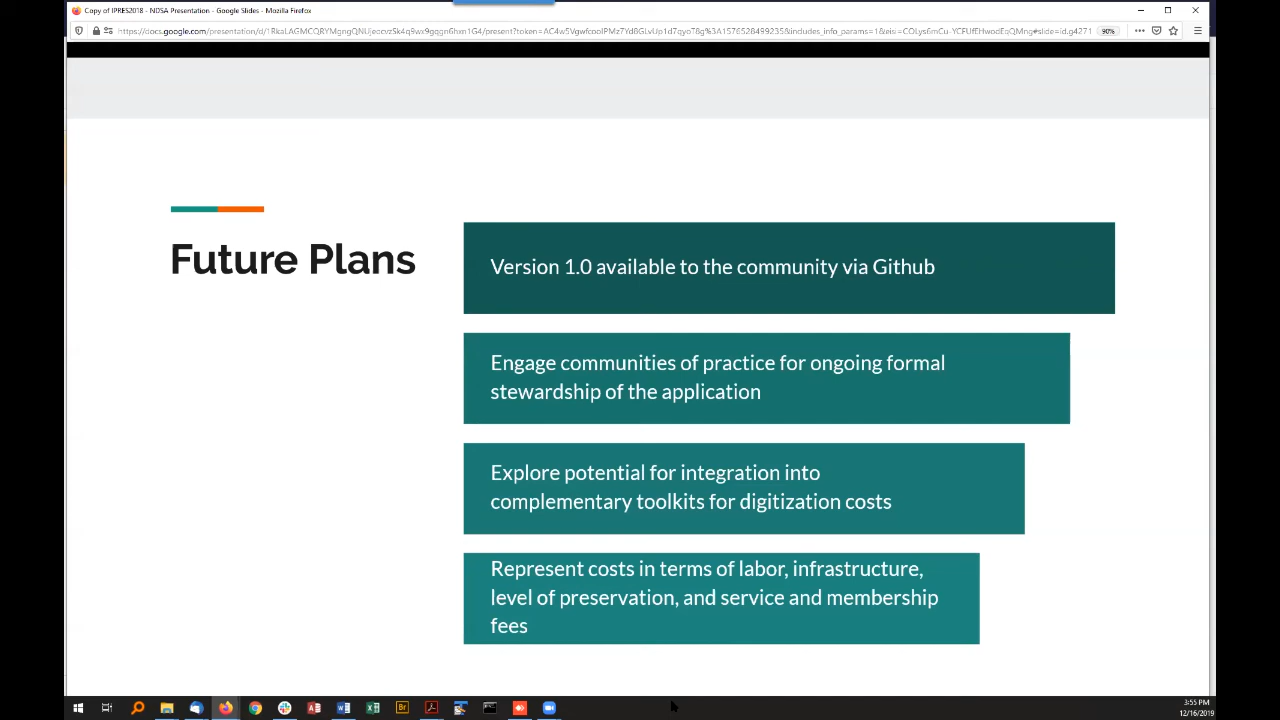 Copy of IPRES2018 - NDSA Presentation - Google Slides - Mozilla Firefox
90%
Future Plans
Version 1.0 available to the community via Github
Engage communities of practice for ongoing formal
stewardship of the application
Explore potential for integration into
complementary toolkits for digitization costs
Represent costs in terms of labor, infrastructure,
level of preservation, and service and membership
fees
Br
3:55 PM
12/16/2019